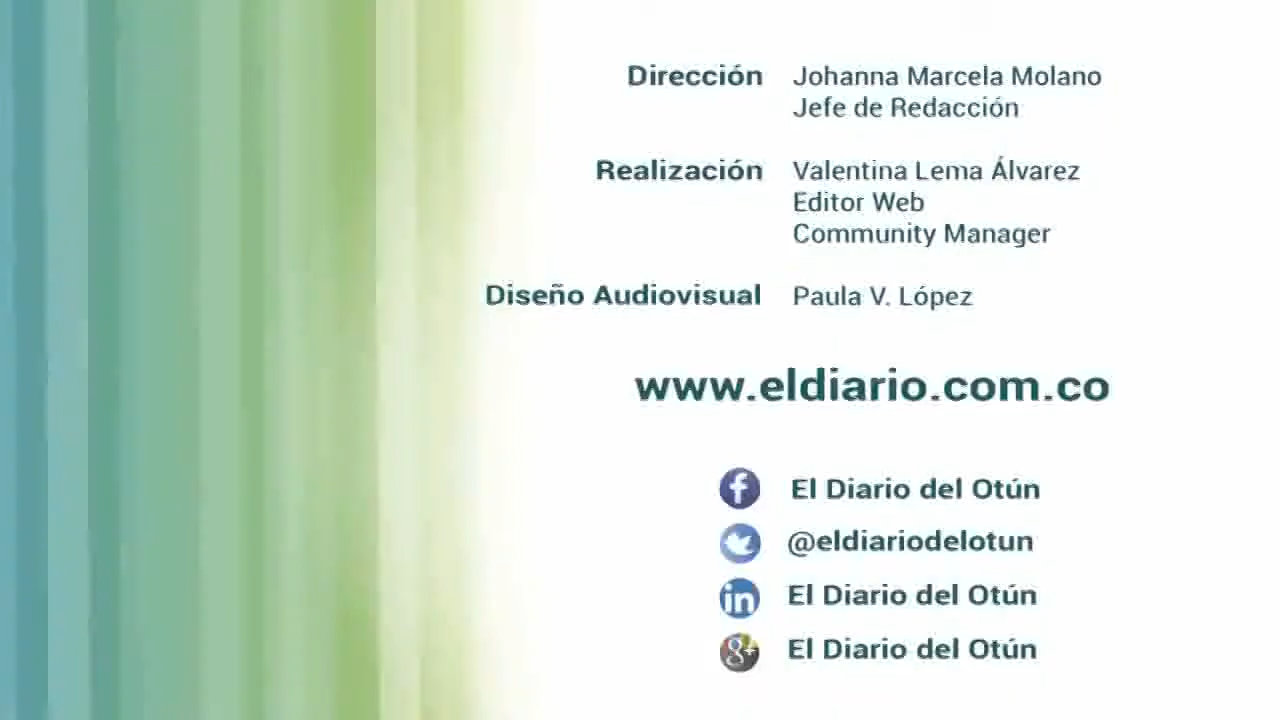 Dirección Johanna Marcela Molano
Jefe de Redacción
Realización Valentina Lema Álvarez
Editor Web
Community Manager
Diseño Audiovisual Paula V. López
www.eldiario.com.co
f El Diario del Otún
@eldiariodelotun
in El Diario del Otún
g+ El Diario del Otún